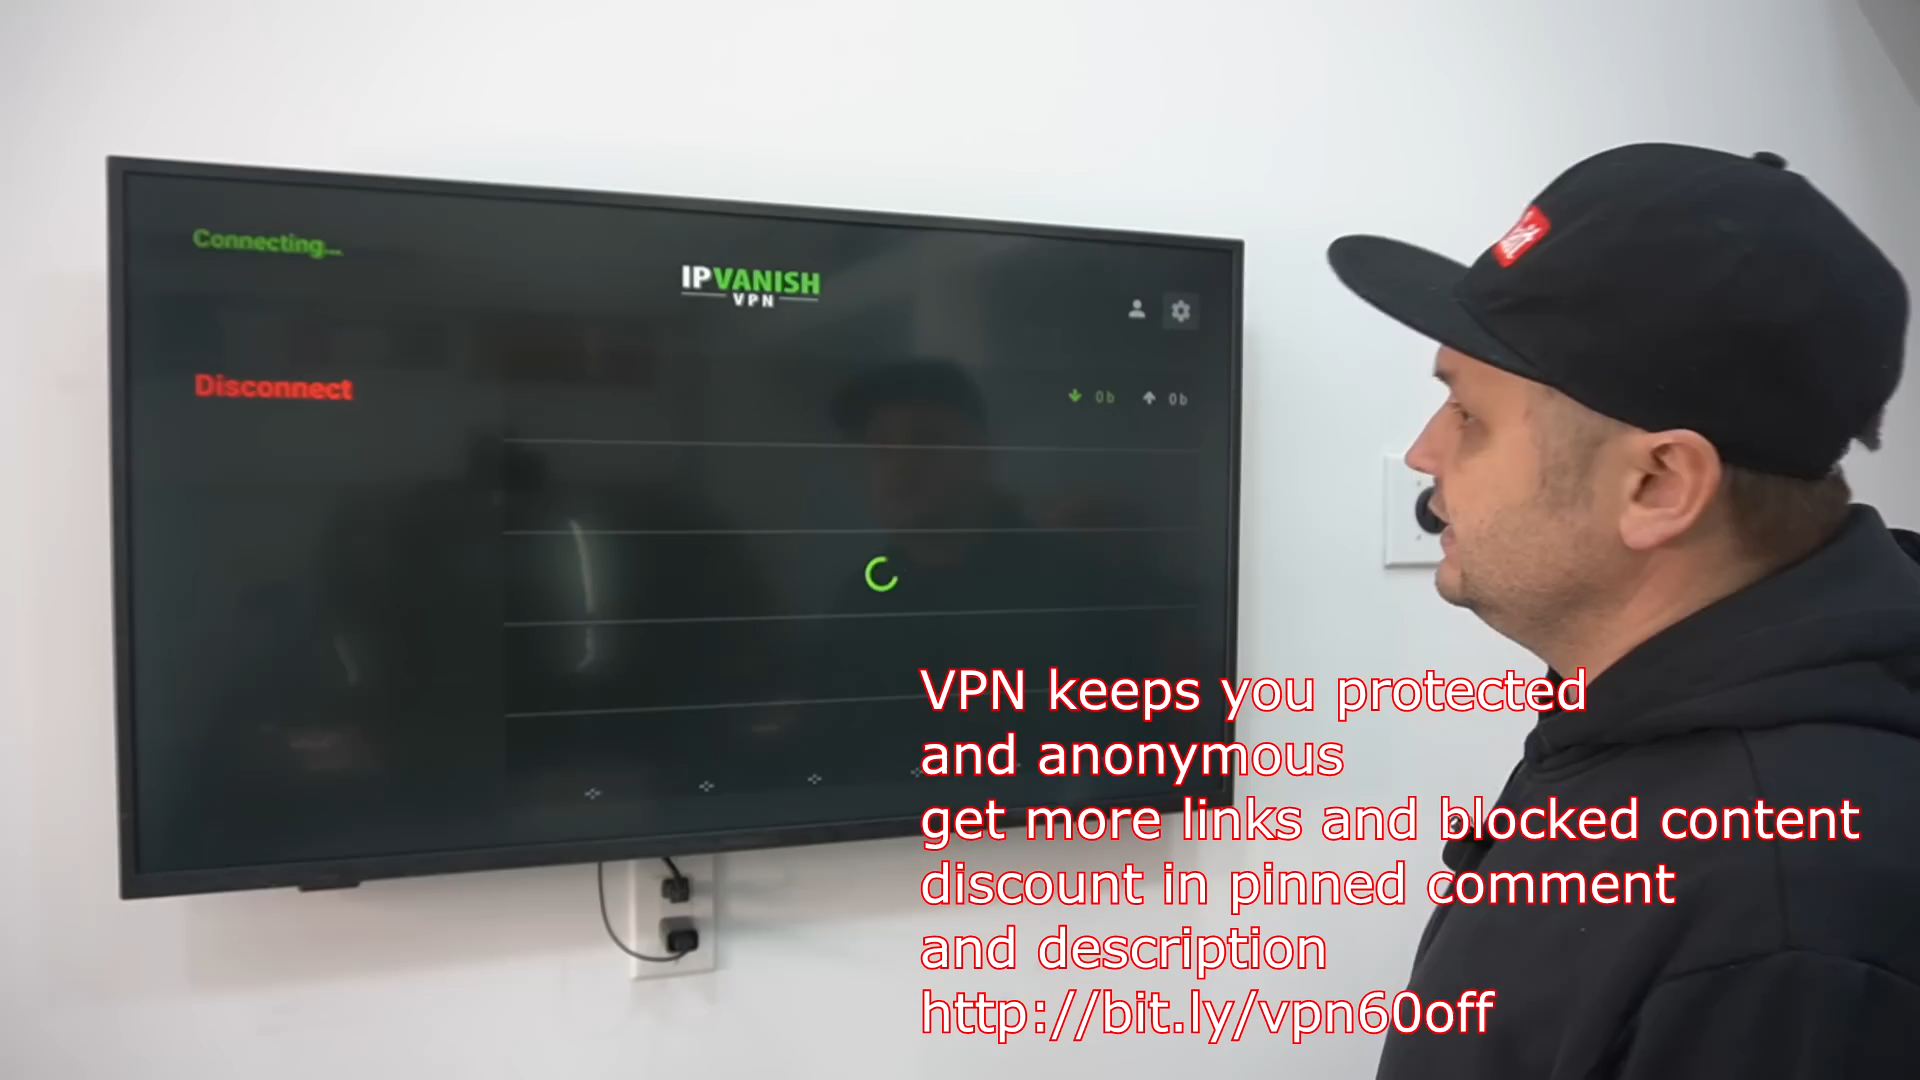 Connecting...
IPVANISH
VPN
Disconnect
0b 0b
VPN keeps you protected
and anonymous
get more links and blocked content
discount in pinned comment
and description
http://bit.ly/vpn60off